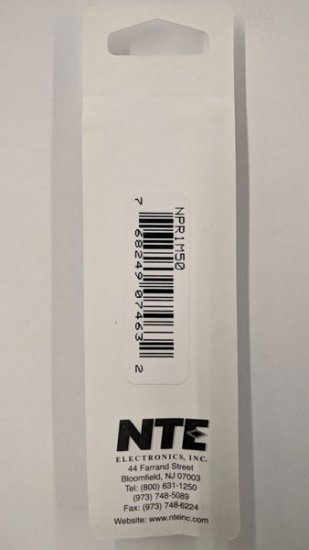 NPR1M50
7 68249 07463 2
NTE
ELECTRONICS, INC.
44 Farrand Street
Bloomfield, NJ 07003
Tel: (800) 631-1250
(973) 748-5089
Fax: (973) 748-6224
Website: www.nteinc.com